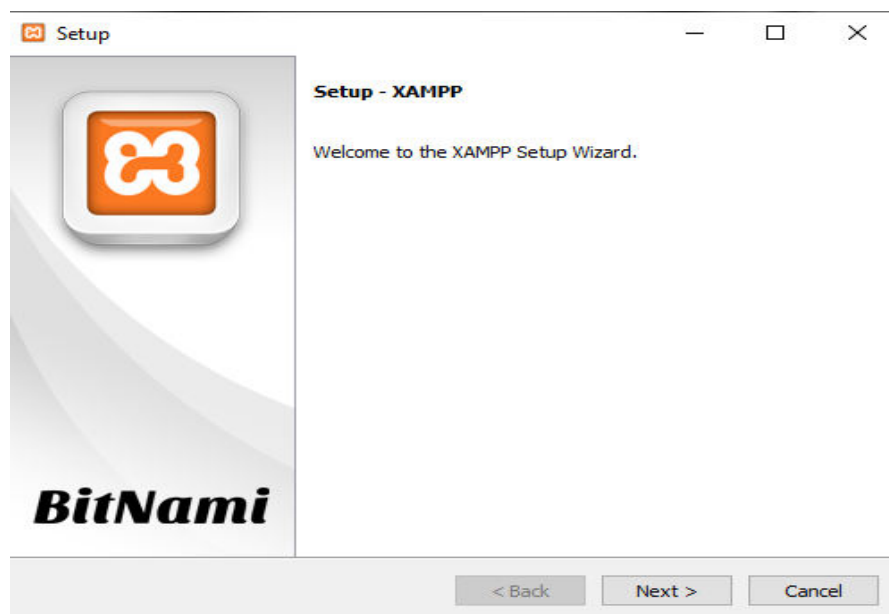 Setup
Setup - XAMPP
Welcome to the XAMPP Setup Wizard.
BitNami
< Back
Next >
Cancel